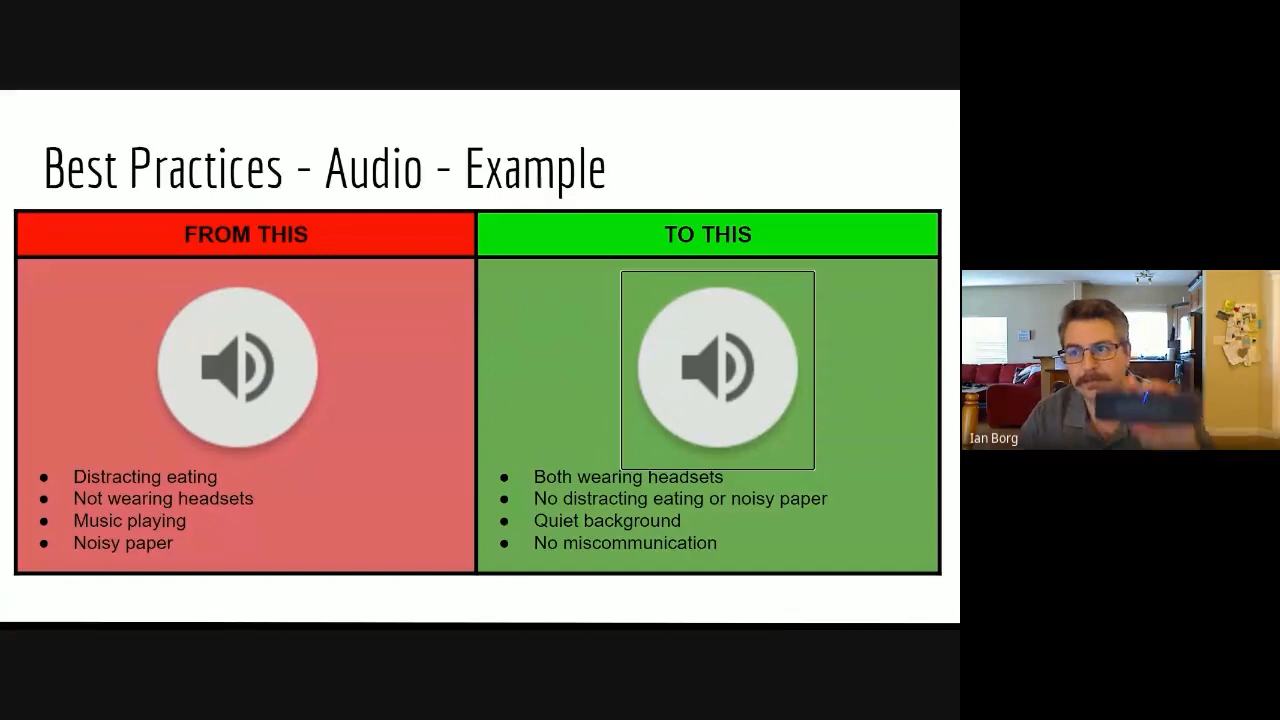 Best Practices - Audio - Example
FROM THIS
TO THIS
● Distracting eating
● Not wearing headsets
● Music playing
● Noisy paper
● Both wearing headsets
● No distracting eating or noisy paper
● Quiet background
● No miscommunication
Ian Borg